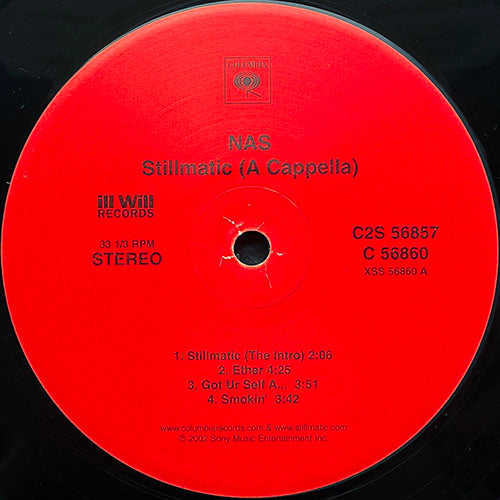 COLUMBIA
NAS
Stillmatic (A Cappella)
ill Will
RECORDS
33 1/3 RPM
STEREO
C2S 56857
C 56860
XSS 56860 A
1. Stillmatic (The Intro) 2:06
2. Ether 4:25
3. Got Ur Self A... 3:51
4. Smokin' 3:42
www.columbiarecords.com & www.stillmatic.com
℗ 2002 Sony Music Entertainment Inc.